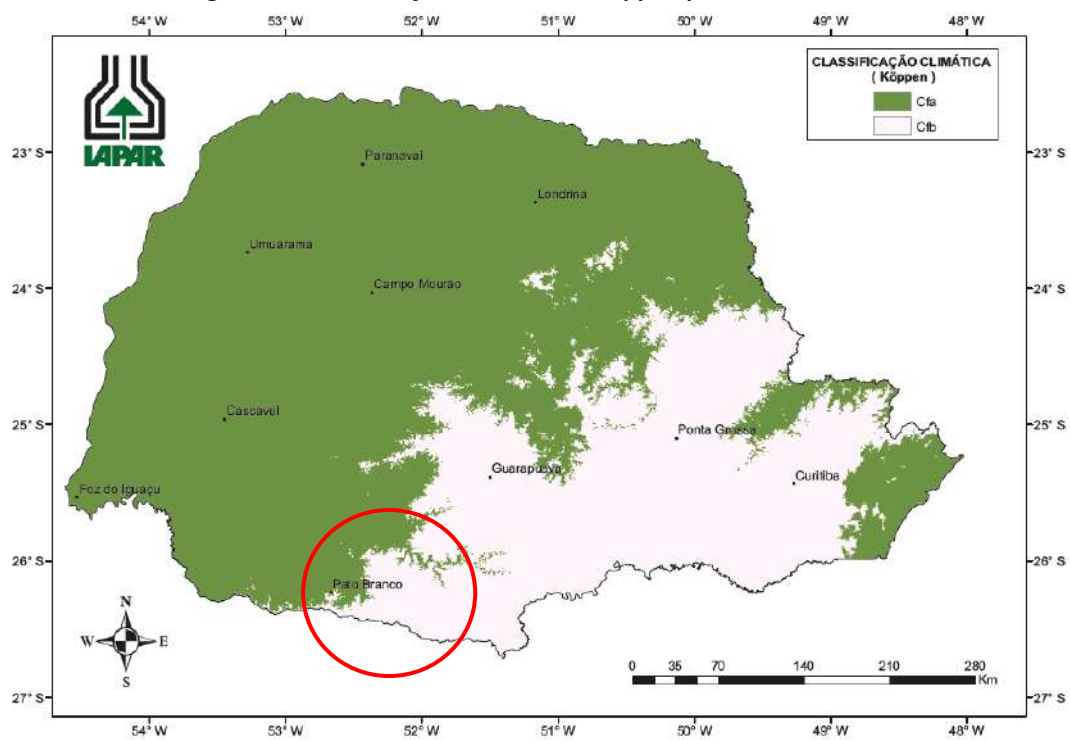 54° W 53° W 52° W 51° W 50° W 49° W 48° W
CLASSIFICAÇÃO CLIMÁTICA
( Köppen )
Cfa
Cfb
IAPAR
23° S 23° S
Paranavaí
Londrina
Umuarama
24° S 24° S
Campo Mourão
Cascavel
25° S 25° S
Ponta Grossa
Guarapuava
Curitiba
Foz do Iguaçu
26° S 26° S
Pato Branco
N
W E
S
0 35 70 140 210 280
Km
27° S 27° S
54° W 53° W 52° W 51° W 50° W 49° W 48° W